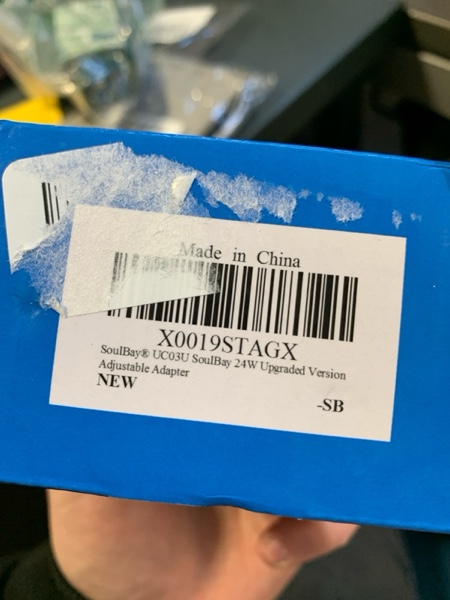 Made in China
X0019STAGX
SoulBay® UC03U SoulBay 24W Upgraded Version
Adjustable Adapter
NEW
-SB